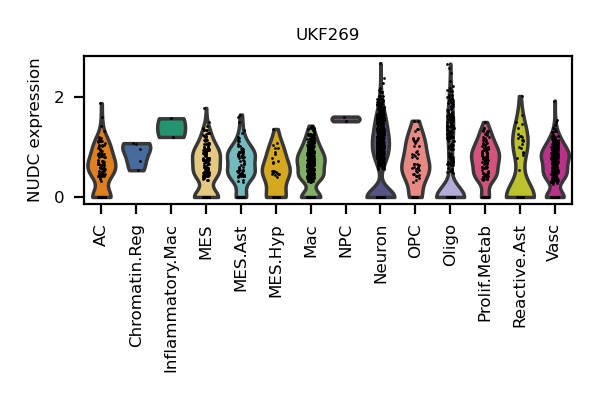 UKF269
NUDC expression
2
0
AC
Chromatin.Reg
Inflammatory.Mac
MES
MES.Ast
MES.Hyp
Mac
NPC
Neuron
OPC
Oligo
Prolif.Metab
Reactive.Ast
Vasc